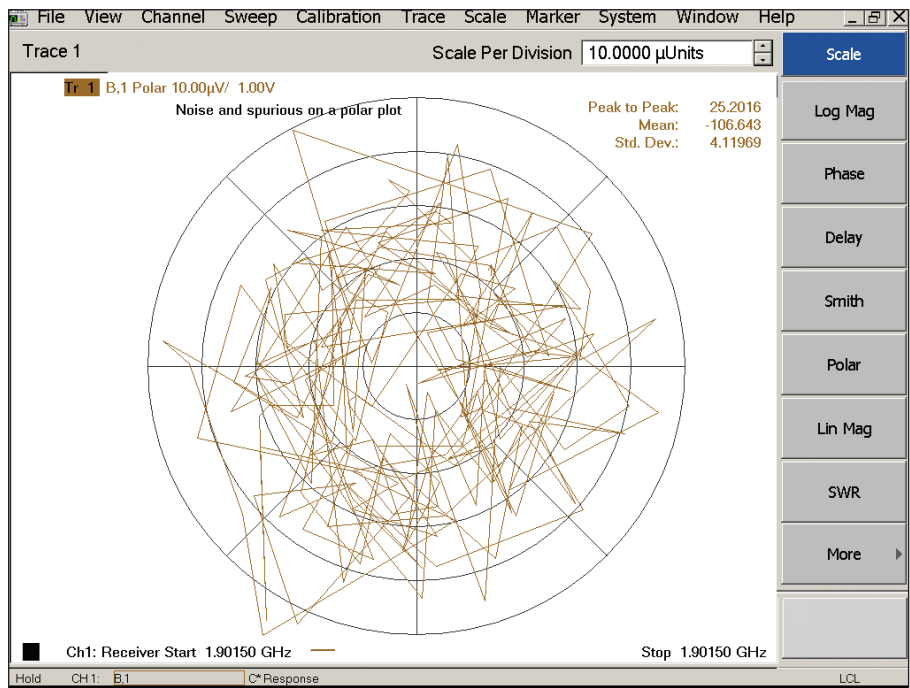 File View Channel Sweep Calibration Trace Scale Marker System Window Help
Trace 1 Scale Per Division 10.0000 µUnits
Scale
Tr 1 B,1 Polar 10.00µV/ 1.00V
Noise and spurious on a polar plot
Peak to Peak: 25.2016
Mean: -106.643
Std. Dev.: 4.11969
Log Mag
Phase
Delay
Smith
Polar
Lin Mag
SWR
More
Ch1: Receiver Start 1.90150 GHz Stop 1.90150 GHz
Hold CH 1: B,1 C* Response LCL